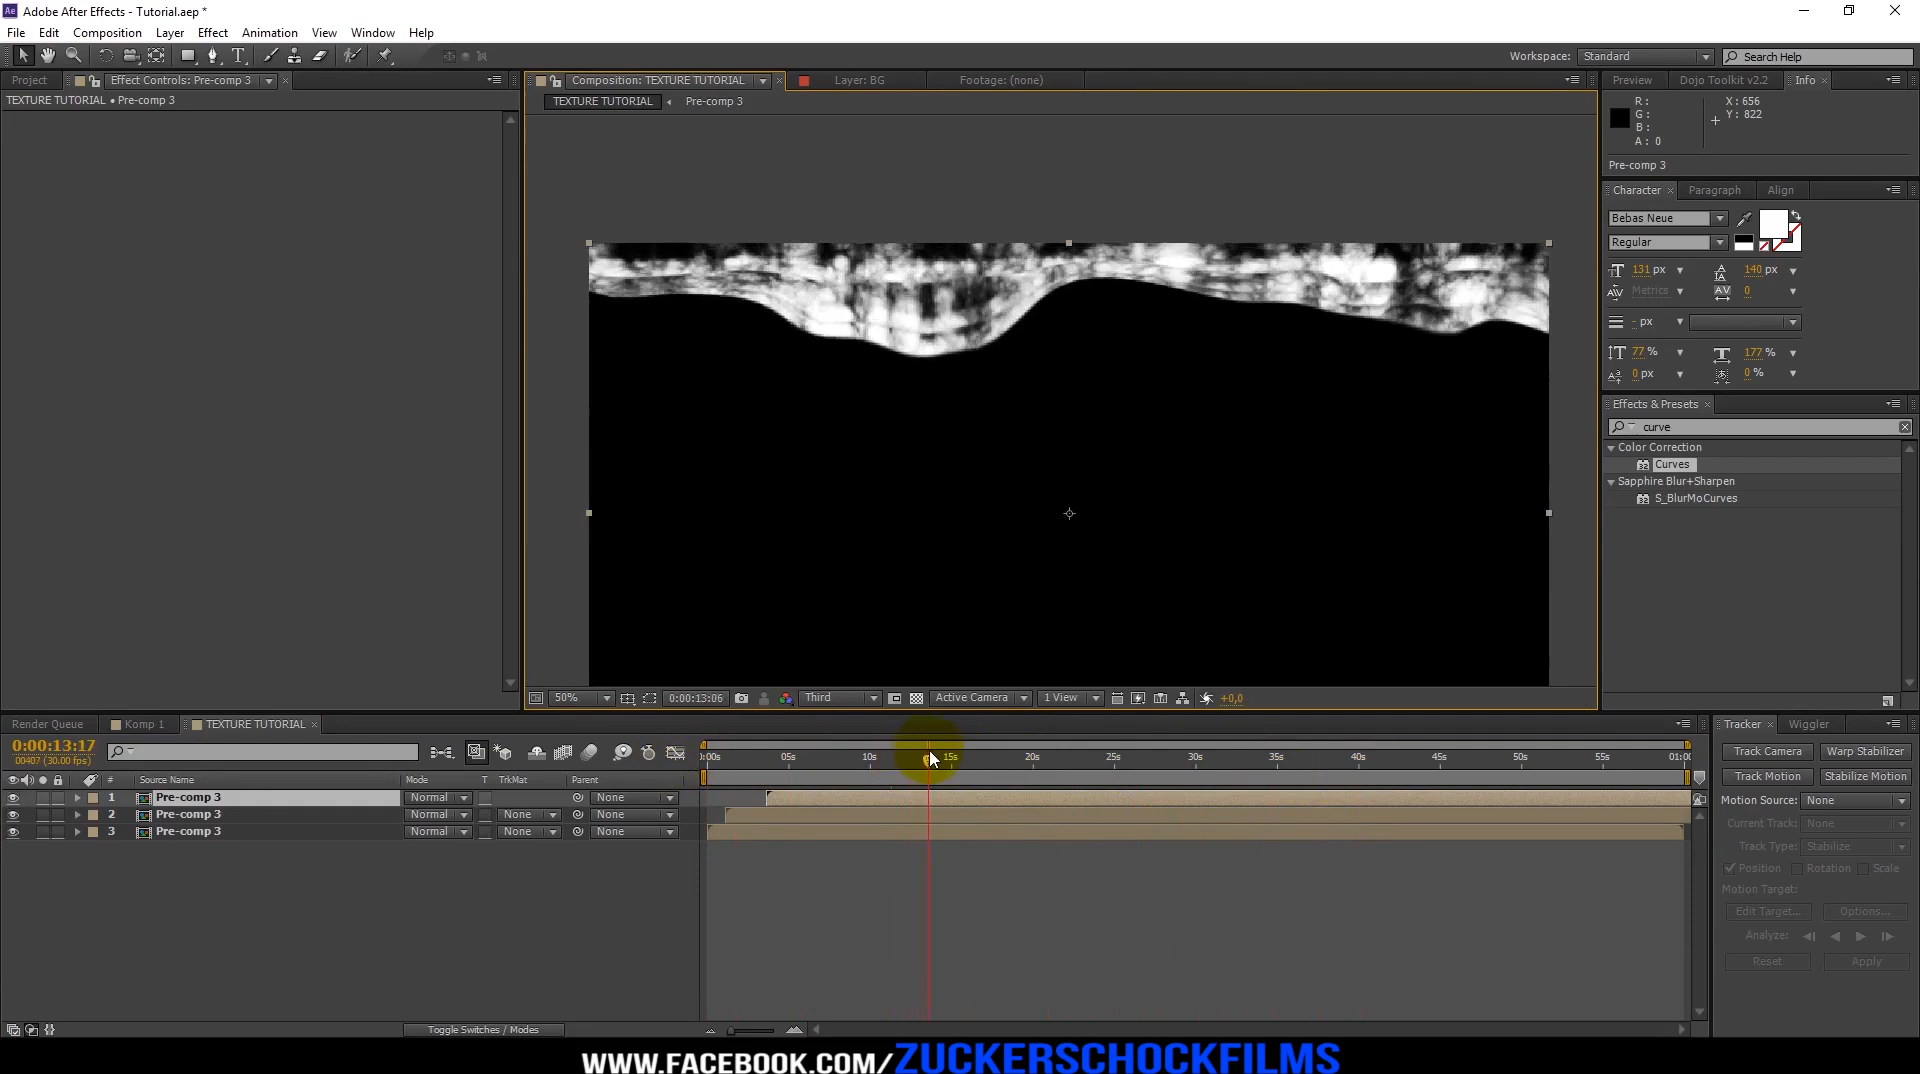 Adobe After Effects - Tutorial.aep *
File Edit Composition Layer Effect Animation View Window Help
Workspace: Standard Search Help
Project Effect Controls: Pre-comp 3
TEXTURE TUTORIAL • Pre-comp 3
Composition: TEXTURE TUTORIAL Layer: BG Footage: (none)
TEXTURE TUTORIAL Pre-comp 3
Preview Dojo Toolkit v2.2 Info
R: X: 656
G: Y: 822
B:
A: 0
Pre-comp 3
Character Paragraph Align
Bebas Neue
Regular
131 px 140 px
Metrics 0
- px
77 % 177 %
0 px 0 %
Effects & Presets
curve
Color Correction
Curves
Sapphire Blur+Sharpen
S_BlurMoCurves
50% 0:00:13:06 Third Active Camera 1 View +0,0
Render Queue Komp 1 TEXTURE TUTORIAL
0:00:13:17
00407 (30.00 fps)
# Source Name Mode T TrkMat Parent
0:00s 05s 10s 15s 20s 25s 30s 35s 40s 45s 50s 55s 01:00
1 Pre-comp 3 Normal None
2 Pre-comp 3 Normal None None
3 Pre-comp 3 Normal None None
Toggle Switches / Modes
Tracker Wiggler
Track Camera Warp Stabilizer
Track Motion Stabilize Motion
Motion Source: None
Current Track: None
Track Type: Stabilize
Position Rotation Scale
Motion Target:
Edit Target... Options...
Analyze:
Reset Apply
WWW.FACEBOOK.COM/ZUCKERSCHOCKFILMS